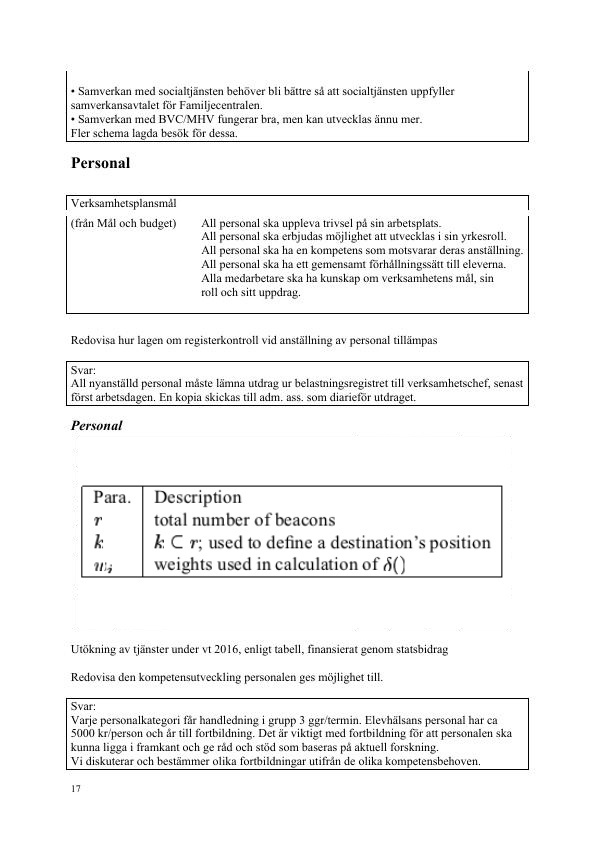 • Samverkan med socialtjänsten behöver bli bättre så att socialtjänsten uppfyller
samverkansavtalet för Familjecentralen.
• Samverkan med BVC/MHV fungerar bra, men kan utvecklas ännu mer.
Fler schema lagda besök för dessa.
Personal
Verksamhetsplansmål
(från Mål och budget) All personal ska uppleva trivsel på sin arbetsplats.
All personal ska erbjudas möjlighet att utvecklas i sin yrkesroll.
All personal ska ha en kompetens som motsvarar deras anställning.
All personal ska ha ett gemensamt förhållningssätt till eleverna.
Alla medarbetare ska ha kunskap om verksamhetens mål, sin
roll och sitt uppdrag.
Redovisa hur lagen om registerkontroll vid anställning av personal tillämpas
Svar:
All nyanställd personal måste lämna utdrag ur belastningsregistret till verksamhetschef, senast
först arbetsdagen. En kopia skickas till adm. ass. som diarieför utdraget.
Personal
Para. Description
r total number of beacons
k k ⊂ r; used to define a destination's position
w_i weights used in calculation of δ()
Utökning av tjänster under vt 2016, enligt tabell, finansierat genom statsbidrag
Redovisa den kompetensutveckling personalen ges möjlighet till.
Svar:
Varje personalkategori får handledning i grupp 3 ggr/termin. Elevhälsans personal har ca
5000 kr/person och år till fortbildning. Det är viktigt med fortbildning för att personalen ska
kunna ligga i framkant och ge råd och stöd som baseras på aktuell forskning.
Vi diskuterar och bestämmer olika fortbildningar utifrån de olika kompetensbehoven.
17